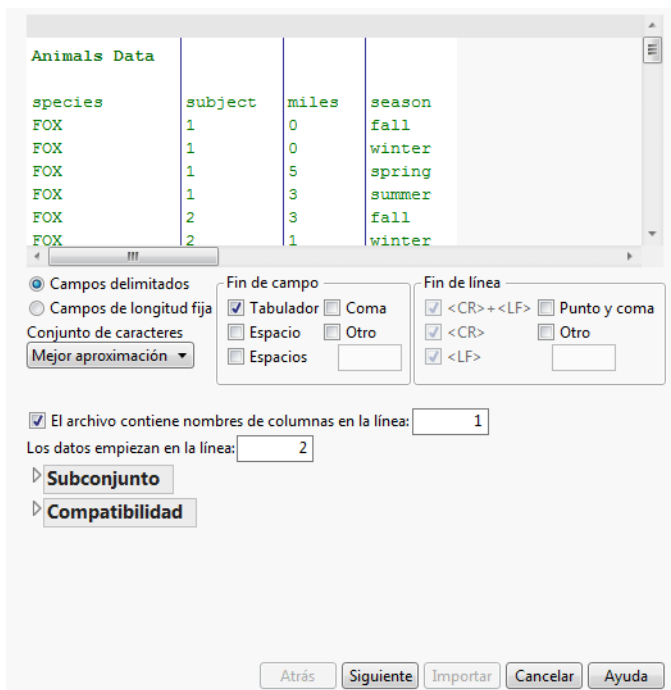 Animals Data
species subject miles season
FOX 1 0 fall
FOX 1 0 winter
FOX 1 5 spring
FOX 1 3 summer
FOX 2 3 fall
FOX 2 1 winter
Campos delimitados
Campos de longitud fija
Conjunto de caracteres
Mejor aproximación
Fin de campo
Tabulador Coma
Espacio Otro
Espacios
Fin de línea
<CR>+<LF> Punto y coma
<CR> Otro
<LF>
El archivo contiene nombres de columnas en la línea: 1
Los datos empiezan en la línea: 2
Subconjunto
Compatibilidad
Atrás Siguiente Importar Cancelar Ayuda